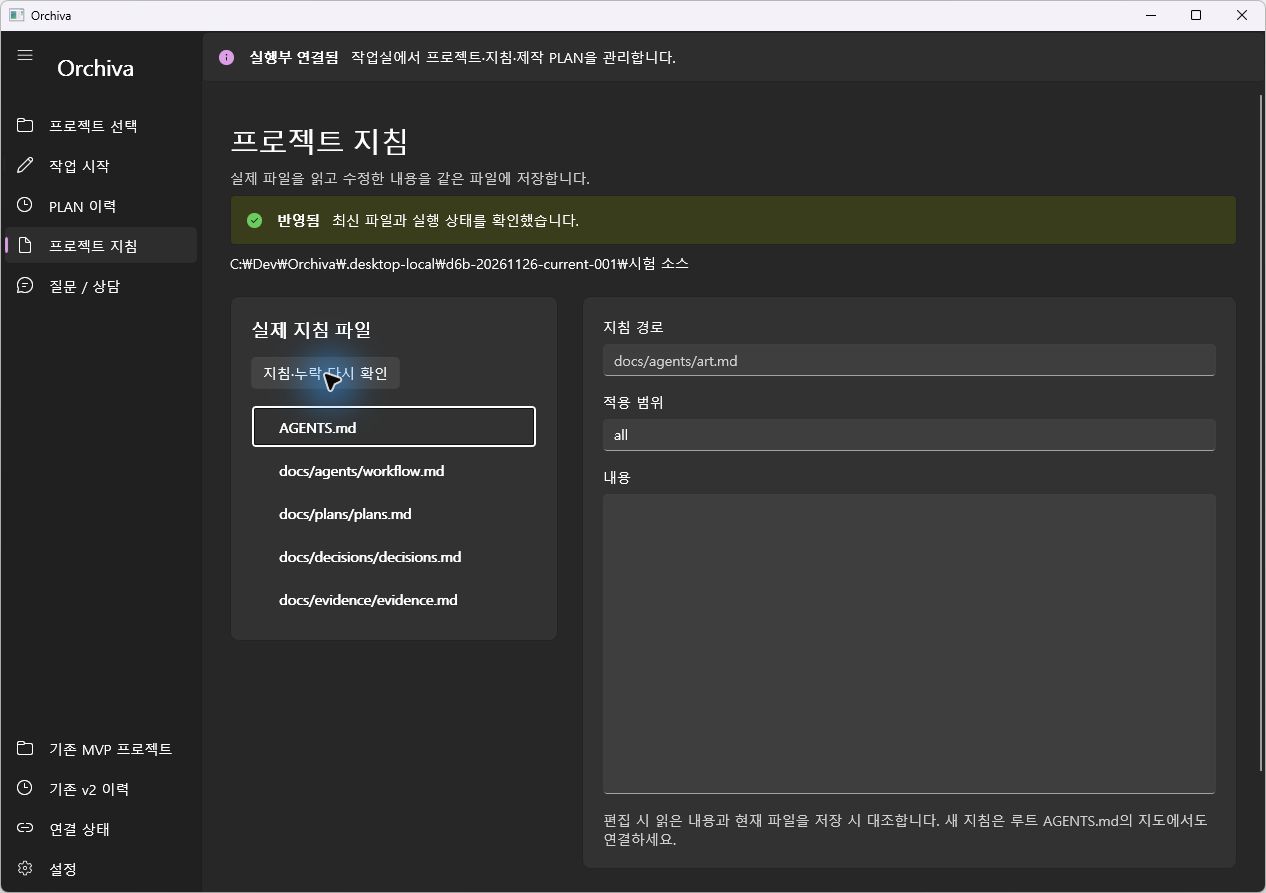 Orchiva
Orchiva
프로젝트 선택
작업 시작
PLAN 이력
프로젝트 지침
질문 / 상담
기존 MVP 프로젝트
기존 v2 이력
연결 상태
설정
실행부 연결됨 작업실에서 프로젝트·지침·제작 PLAN을 관리합니다.
프로젝트 지침
실제 파일을 읽고 수정한 내용을 같은 파일에 저장합니다.
반영됨 최신 파일과 실행 상태를 확인했습니다.
C:₩Dev₩Orchiva₩.desktop-local₩d6b-20261126-current-001₩시험 소스
실제 지침 파일
지침·누락 다시 확인
AGENTS.md
docs/agents/workflow.md
docs/plans/plans.md
docs/decisions/decisions.md
docs/evidence/evidence.md
지침 경로
docs/agents/art.md
적용 범위
all
내용
편집 시 읽은 내용과 현재 파일을 저장 시 대조합니다. 새 지침은 루트 AGENTS.md의 지도에서도
연결하세요.